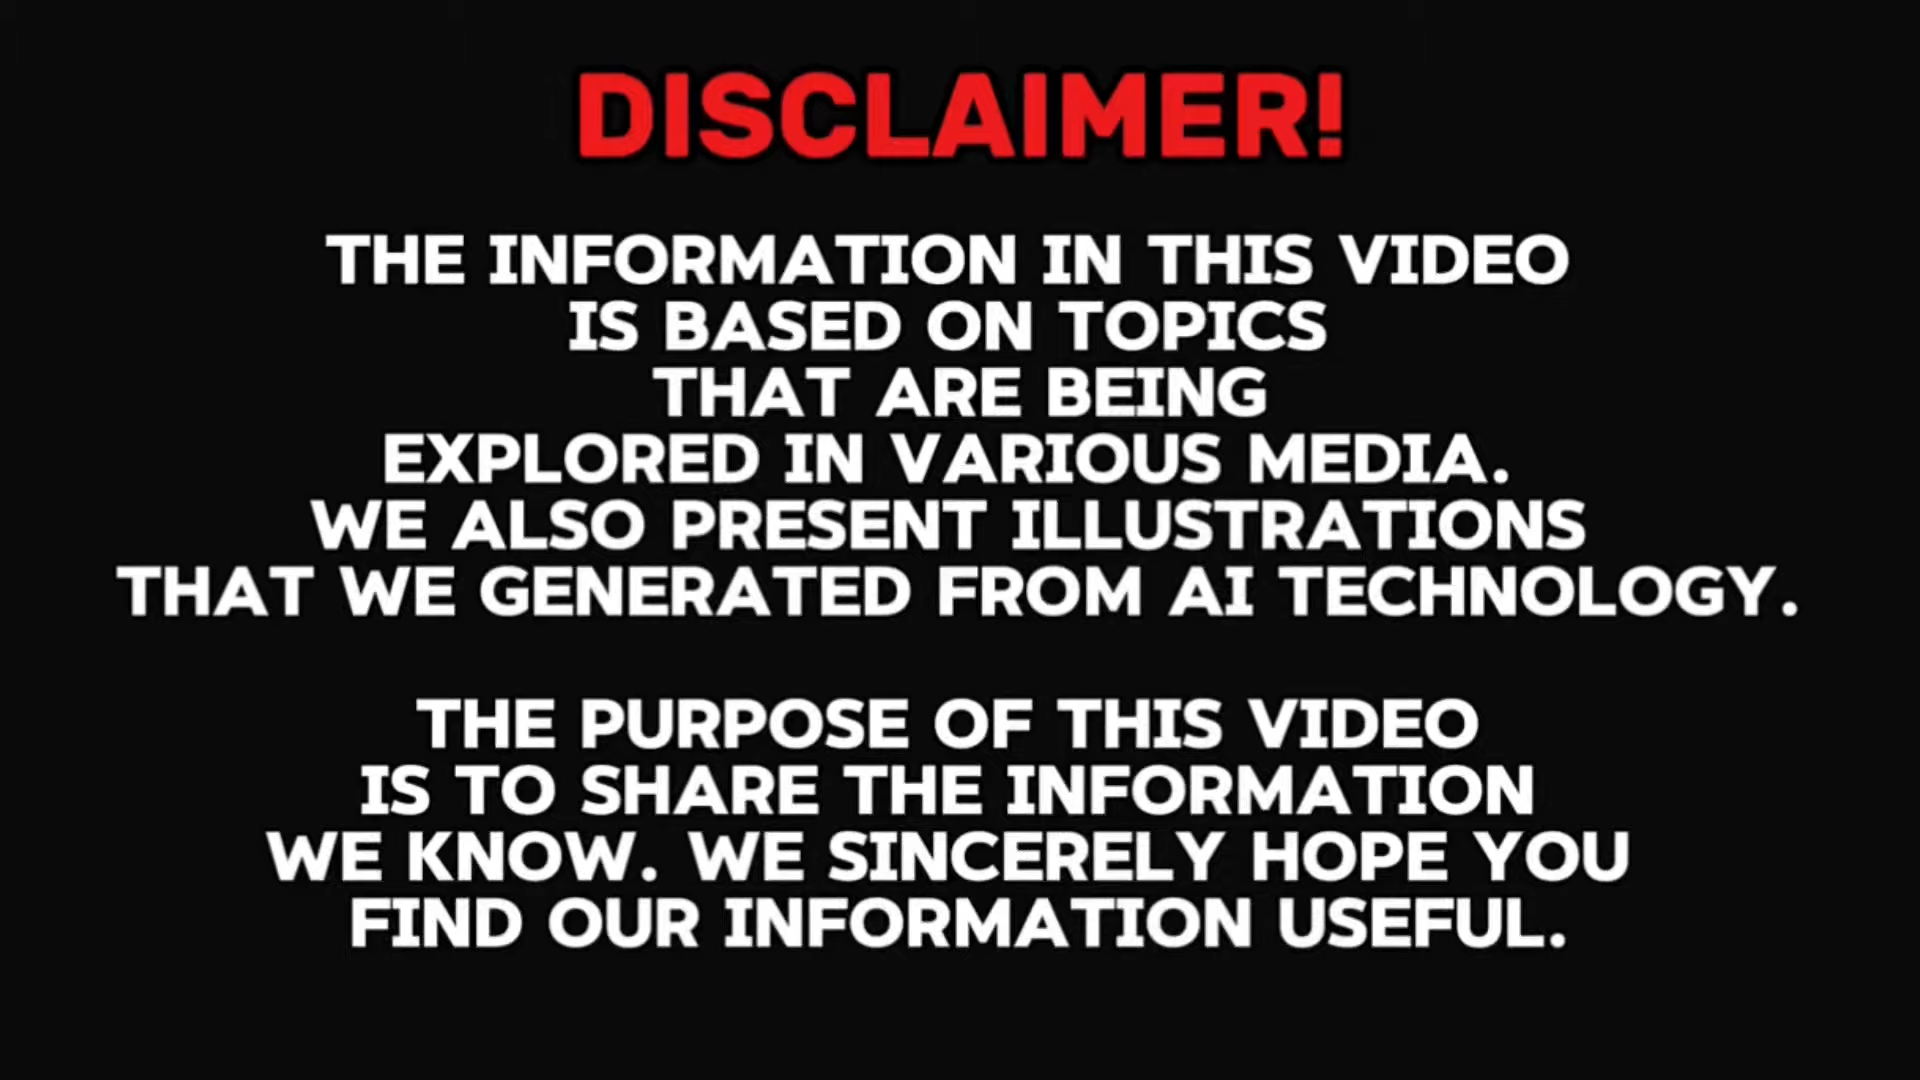 DISCLAIMER!
THE INFORMATION IN THIS VIDEO
IS BASED ON TOPICS
THAT ARE BEING
EXPLORED IN VARIOUS MEDIA.
WE ALSO PRESENT ILLUSTRATIONS
THAT WE GENERATED FROM AI TECHNOLOGY.
THE PURPOSE OF THIS VIDEO
IS TO SHARE THE INFORMATION
WE KNOW. WE SINCERELY HOPE YOU
FIND OUR INFORMATION USEFUL.